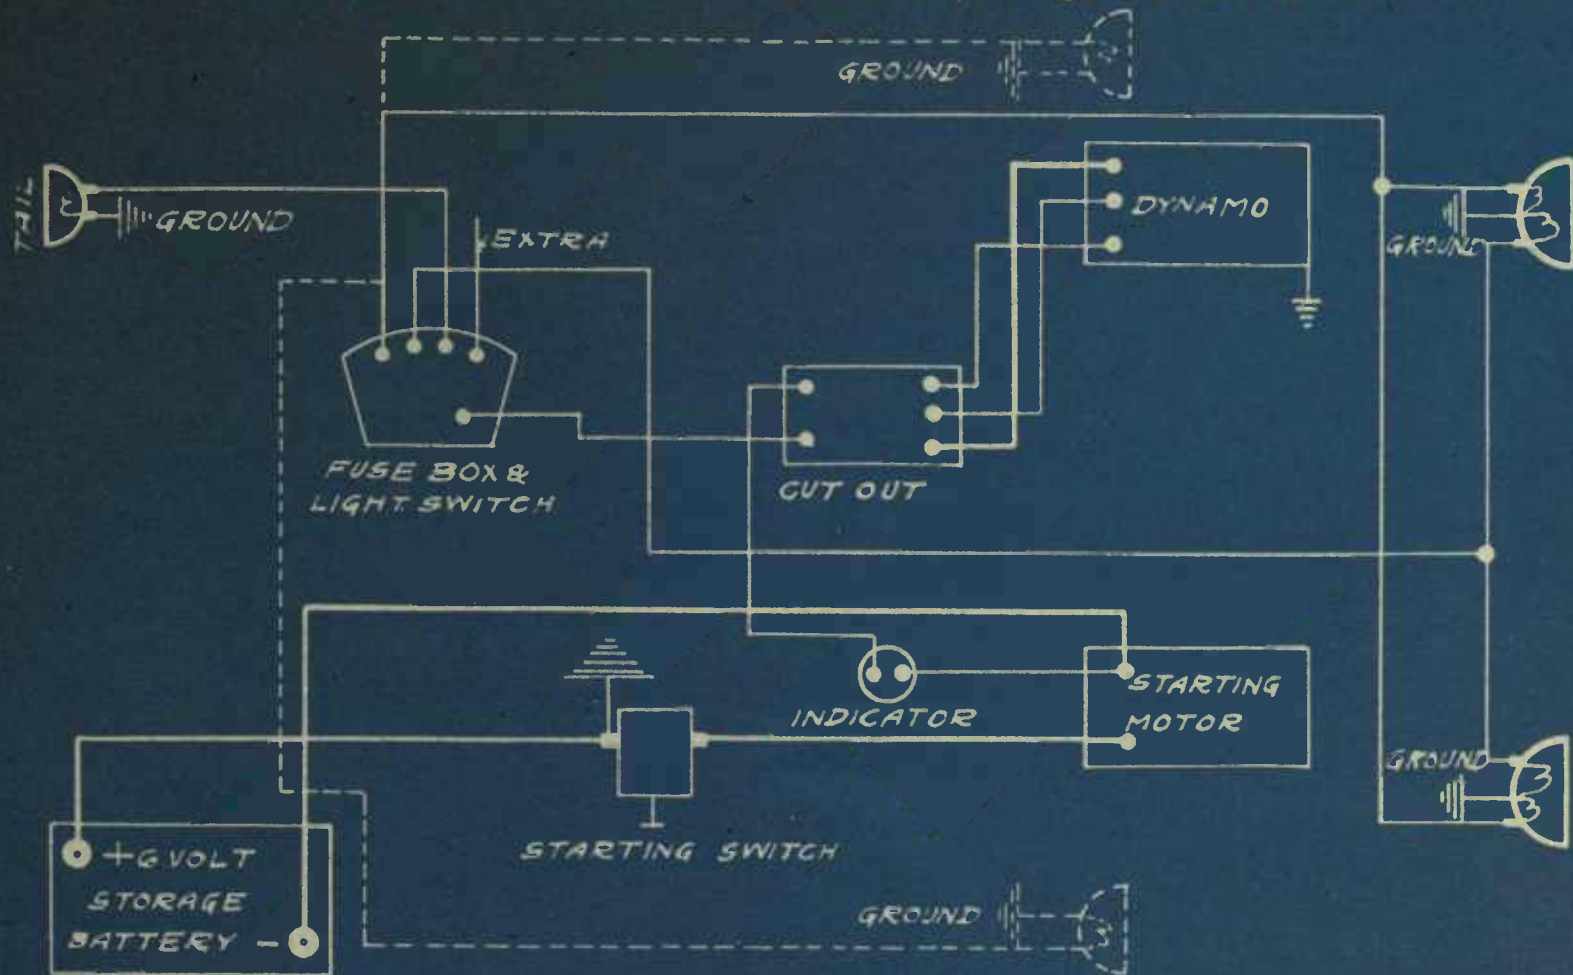 GROUND
TAIL
GROUND
EXTRA
DYNAMO
GROUND
FUSE BOX &
LIGHT SWITCH
CUT OUT
STARTING
MOTOR
INDICATOR
GROUND
STARTING SWITCH
+6 VOLT
STORAGE
BATTERY -
GROUND